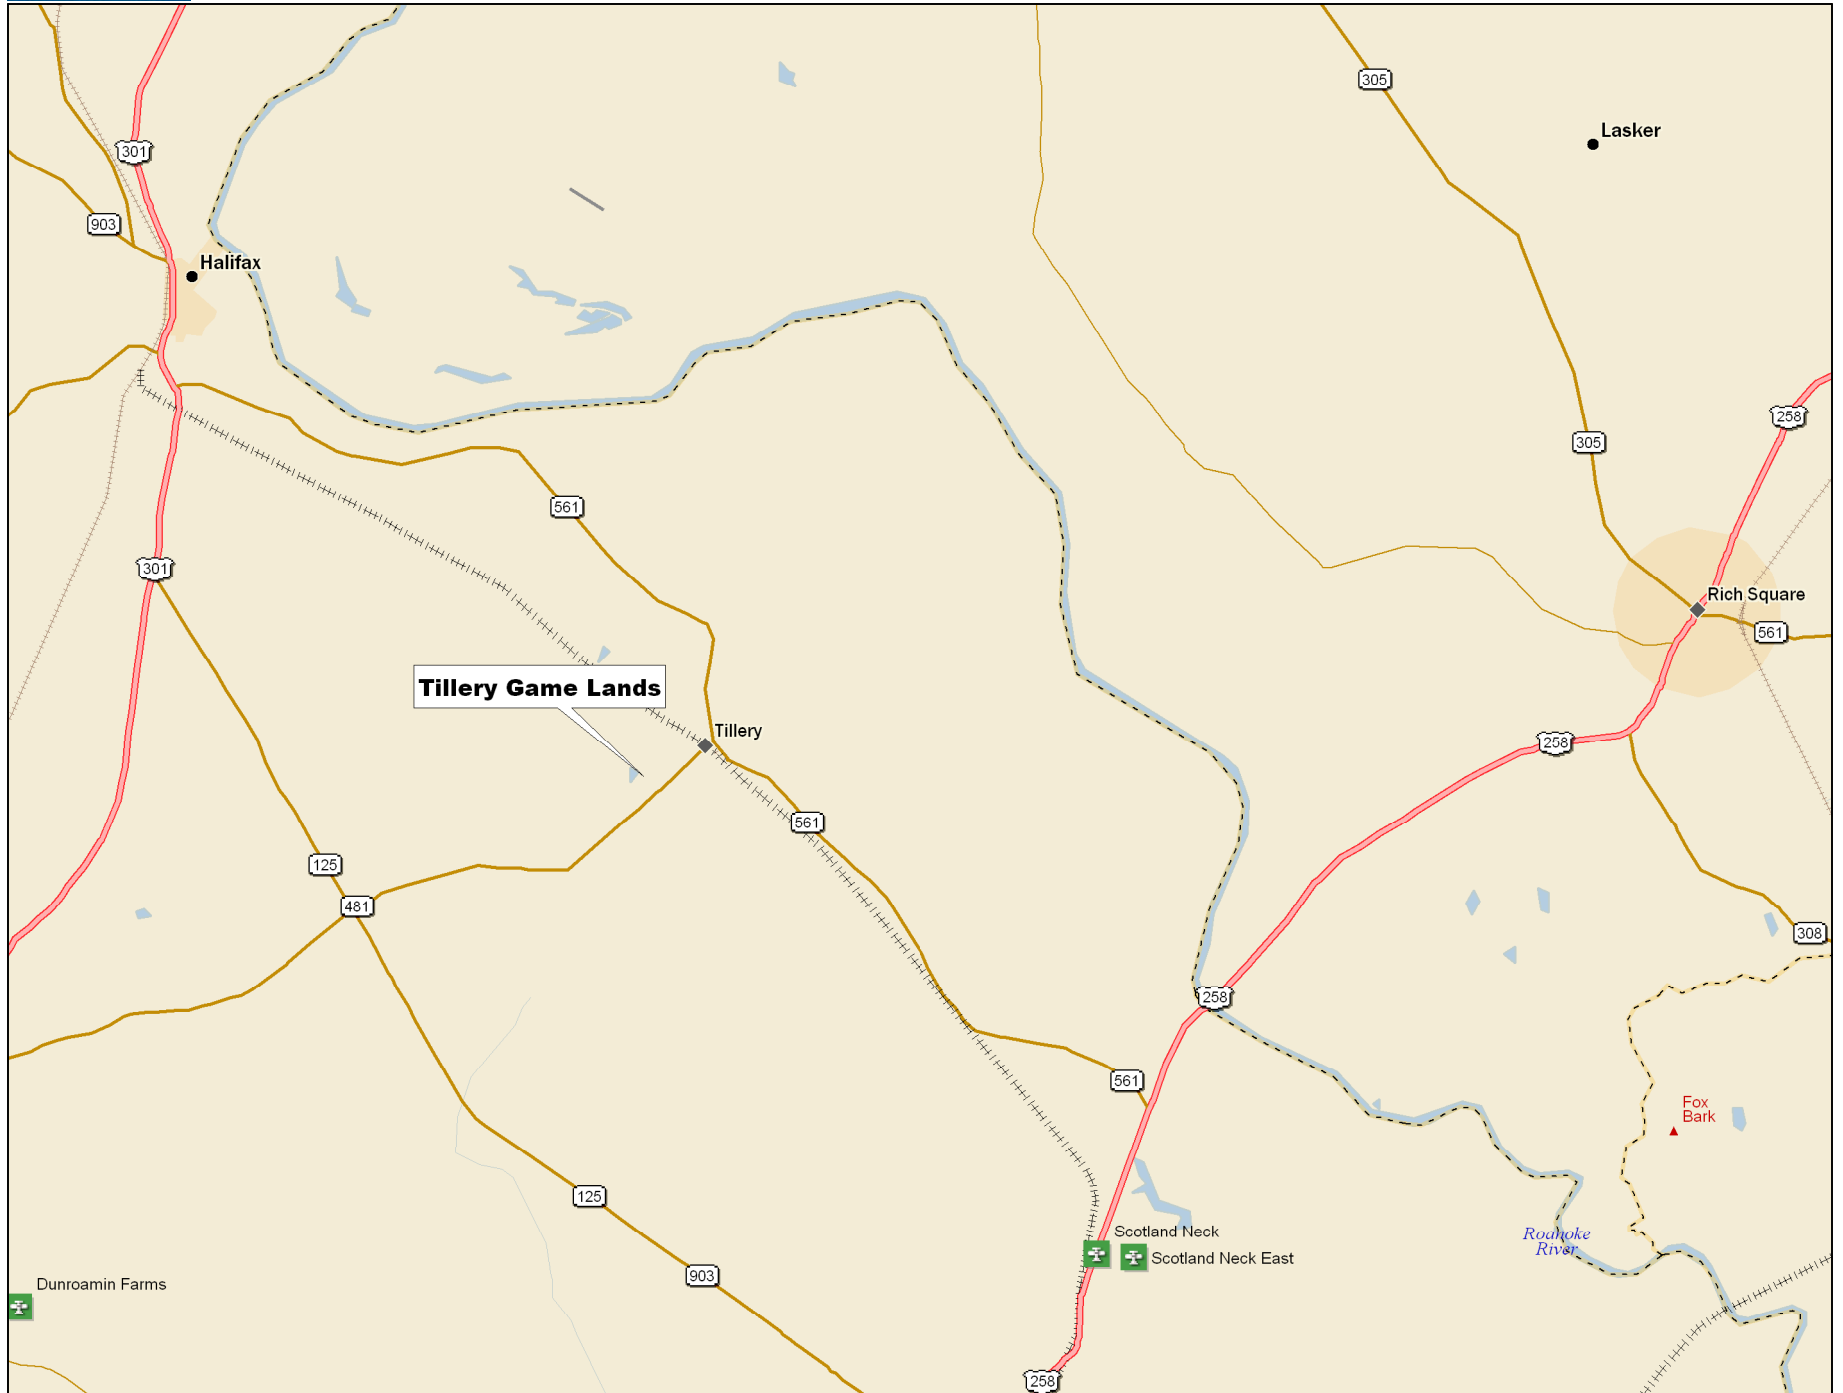 305
Lasker
301
903
Halifax
258
305
561
301
Rich Square
561
Tillery Game Lands
Tillery
258
561
125
481
308
258
561
Fox
Bark
125
Scotland Neck
Roanoke
River
Scotland Neck East
903
Dunroamin Farms
258